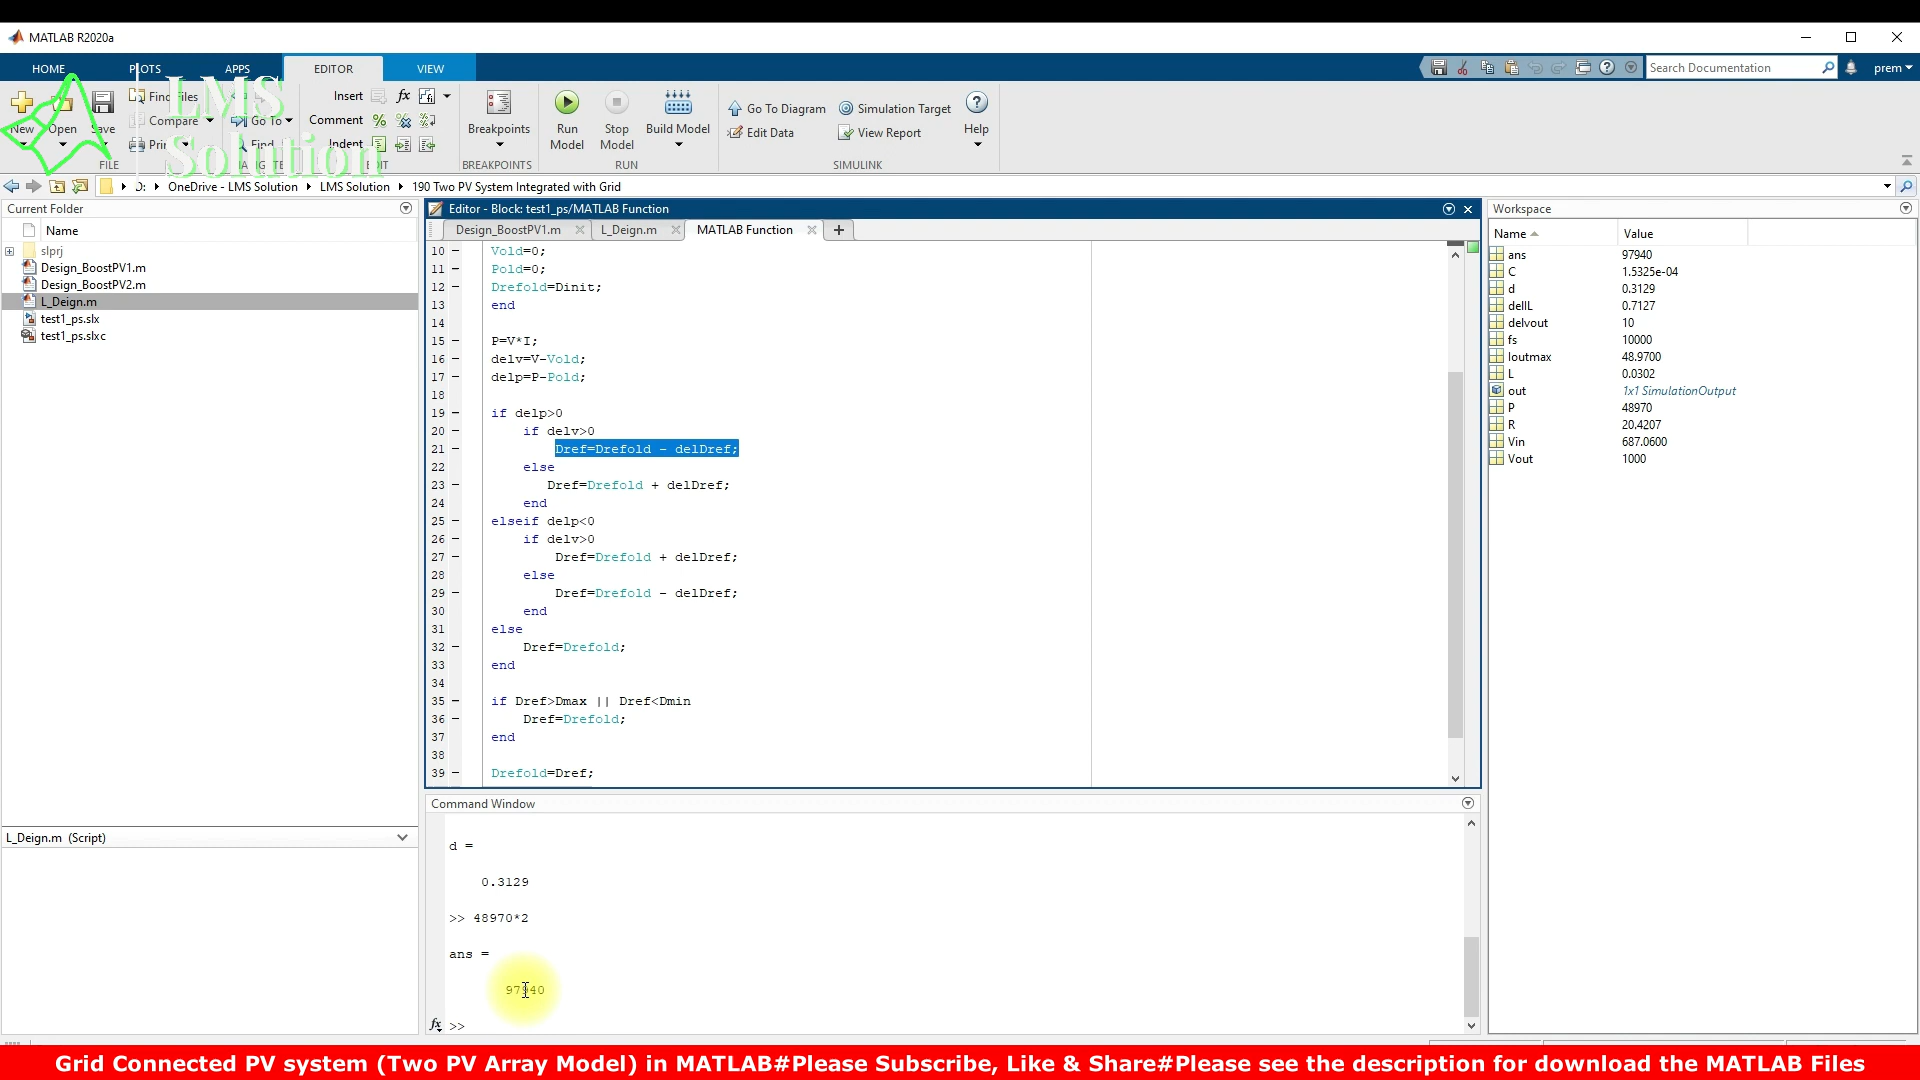 MATLAB R2020a
HOME PLOTS APPS EDITOR VIEW
Search Documentation prem
LMS
Solution
New Open Save
Find Files
Compare
Print
Go To
Find
Insert
Comment
Indent
Breakpoints
Run Model
Stop Model
Build Model
Go To Diagram
Edit Data
Simulation Target
View Report
Help
FILE EDIT BREAKPOINTS RUN SIMULINK
D: OneDrive - LMS Solution LMS Solution 190 Two PV System Integrated with Grid
Current Folder
Name
slprj
Design_BoostPV1.m
Design_BoostPV2.m
L_Deign.m
test1_ps.slx
test1_ps.slxc
L_Deign.m (Script)
Editor - Block: test1_ps/MATLAB Function
Design_BoostPV1.m L_Deign.m MATLAB Function
10 Vold=0;
11 Pold=0;
12 Drefold=Dinit;
13 end
14
15 P=V*I;
16 delv=V-Vold;
17 delp=P-Pold;
18
19 if delp>0
20 if delv>0
21 Dref=Drefold - delDref;
22 else
23 Dref=Drefold + delDref;
24 end
25 elseif delp<0
26 if delv>0
27 Dref=Drefold + delDref;
28 else
29 Dref=Drefold - delDref;
30 end
31 else
32 Dref=Drefold;
33 end
34
35 if Dref>Dmax || Dref<Dmin
36 Dref=Drefold;
37 end
38
39 Drefold=Dref;
Command Window
d =
0.3129
>> 48970*2
ans =
97940
fx >>
Workspace
Name Value
ans 97940
C 1.5325e-04
d 0.3129
delIL 0.7127
delvout 10
fs 10000
Ioutmax 48.9700
L 0.0302
out 1x1 SimulationOutput
P 48970
R 20.4207
Vin 687.0600
Vout 1000
Grid Connected PV system (Two PV Array Model) in MATLAB#Please Subscribe, Like & Share#Please see the description for download the MATLAB Files